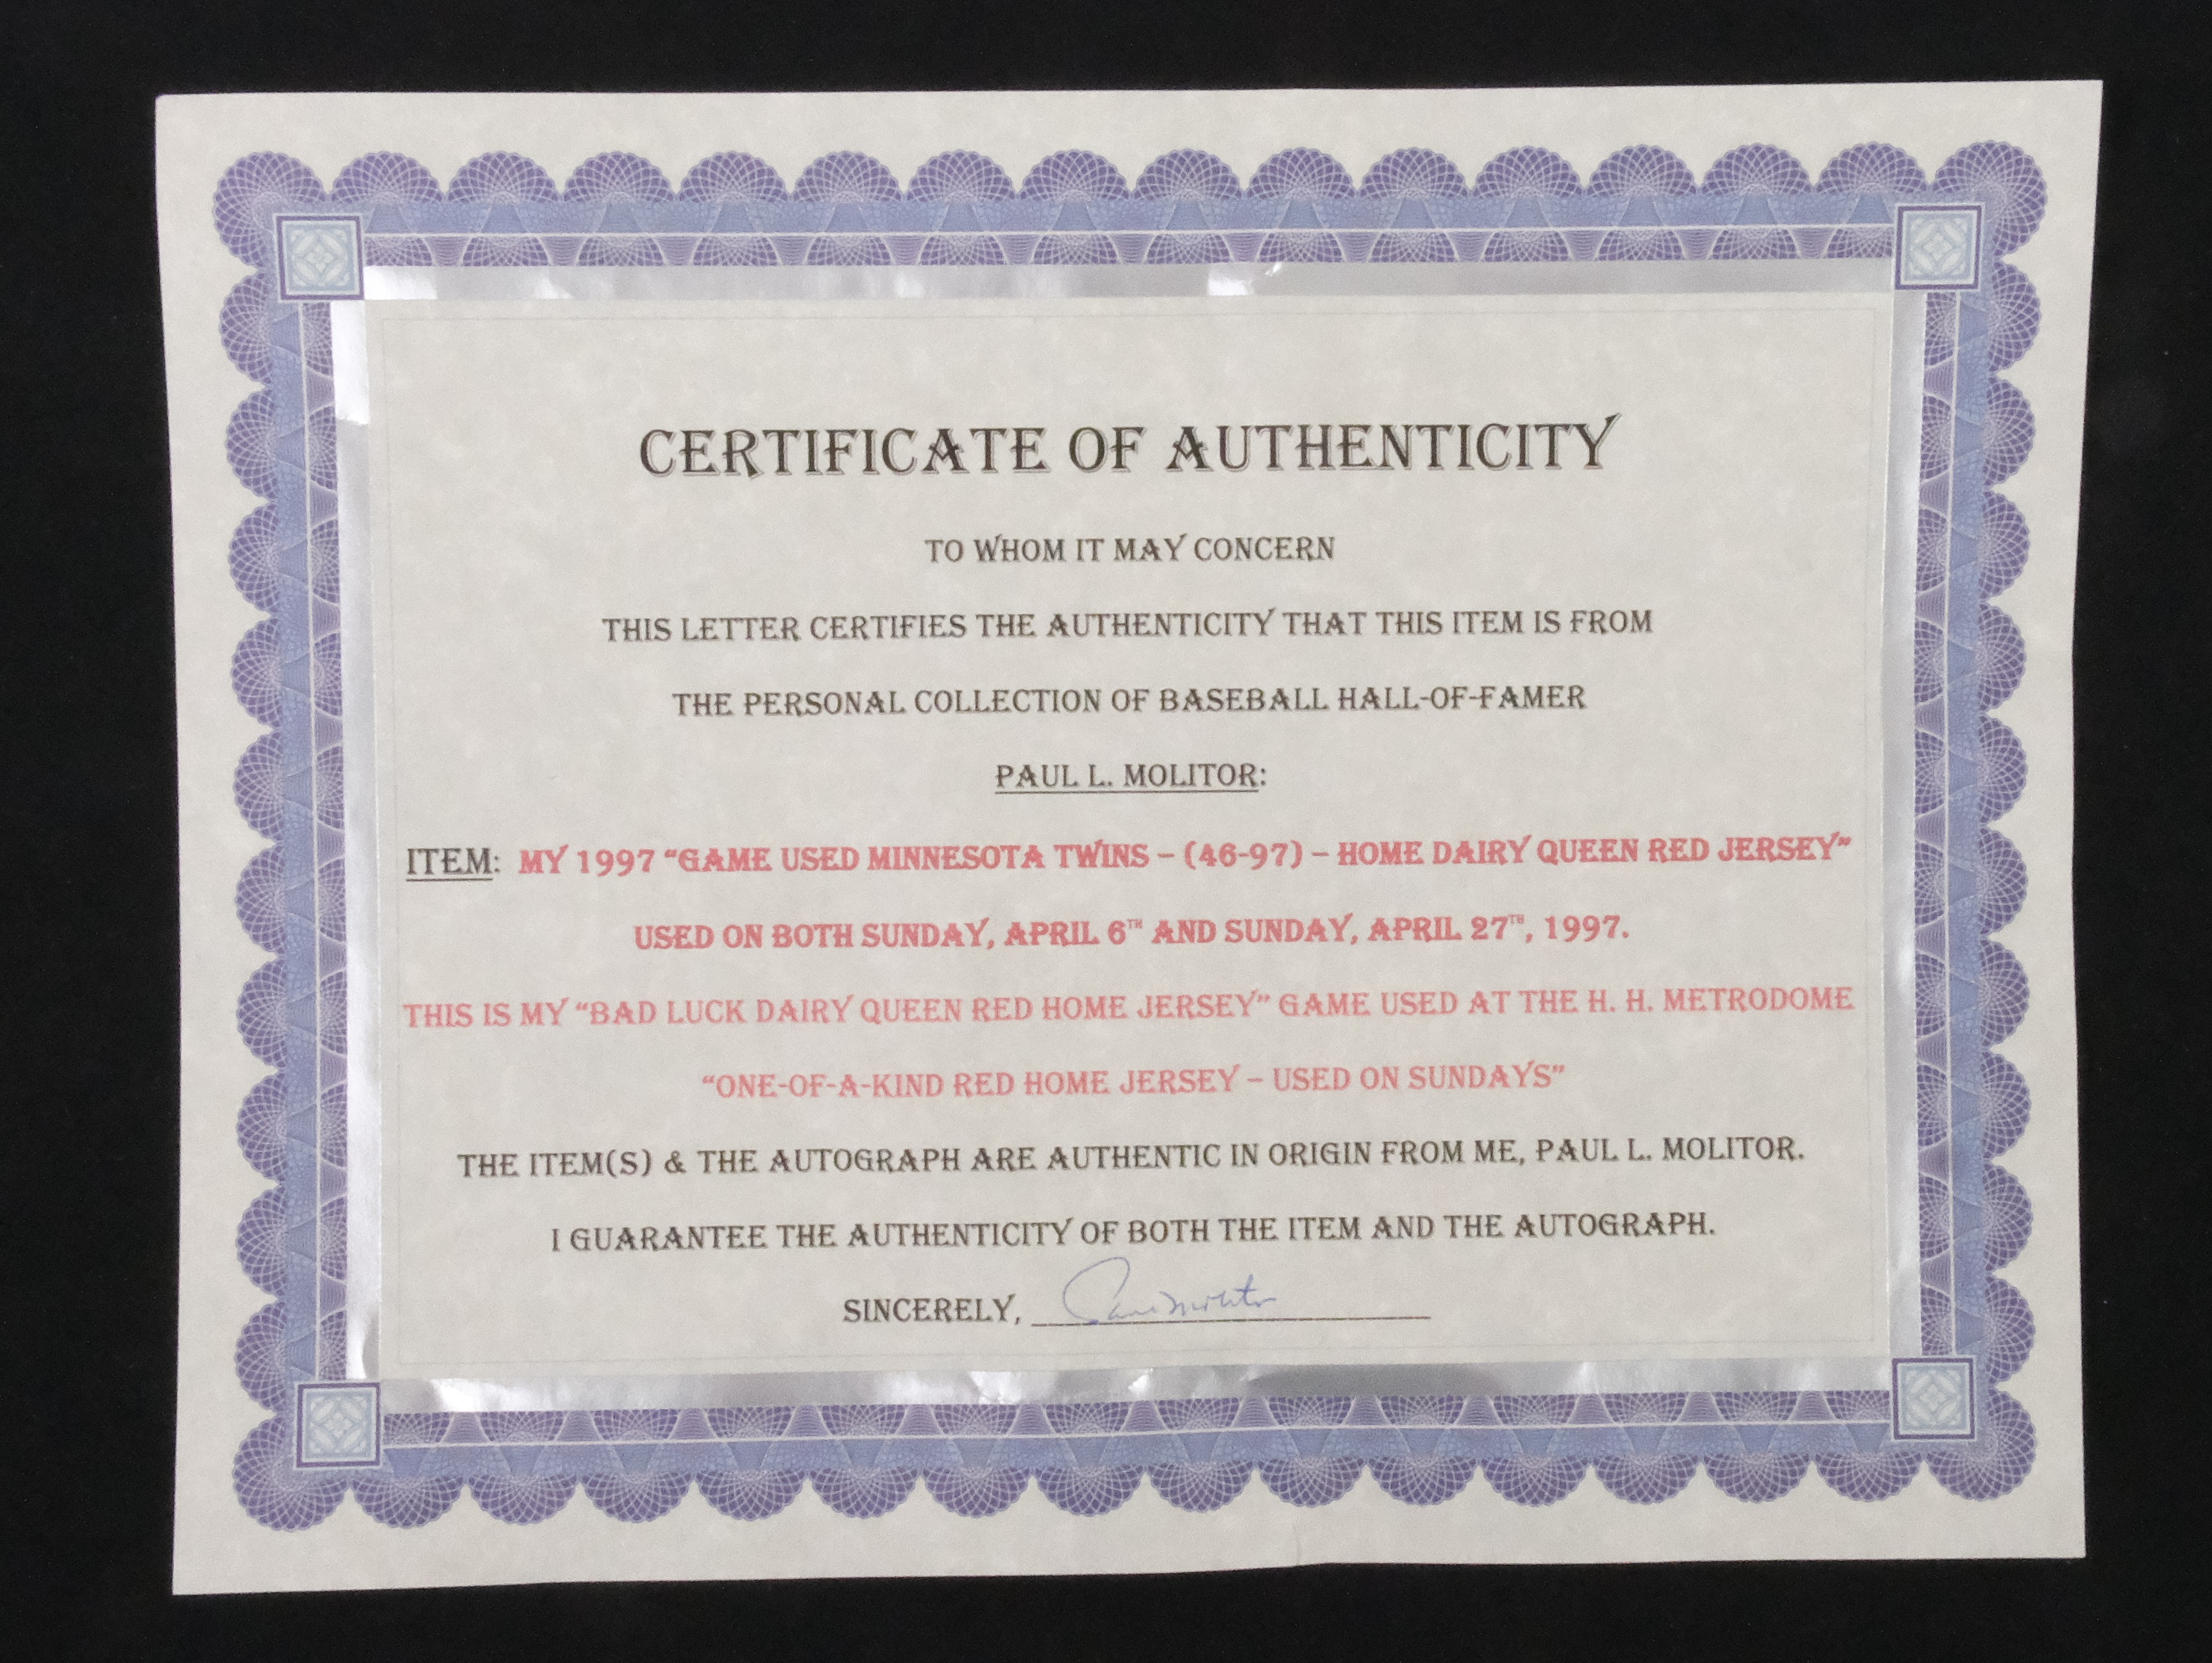 CERTIFICATE OF AUTHENTICITY
TO WHOM IT MAY CONCERN
THIS LETTER CERTIFIES THE AUTHENTICITY THAT THIS ITEM IS FROM
THE PERSONAL COLLECTION OF BASEBALL HALL-OF-FAMER
PAUL L. MOLITOR:
ITEM: MY 1997 “GAME USED MINNESOTA TWINS – (46-97) – HOME DAIRY QUEEN RED JERSEY”
USED ON BOTH SUNDAY, APRIL 6TH AND SUNDAY, APRIL 27TH, 1997.
THIS IS MY “BAD LUCK DAIRY QUEEN RED HOME JERSEY” GAME USED AT THE H. H. METRODOME
“ONE-OF-A-KIND RED HOME JERSEY – USED ON SUNDAYS”
THE ITEM(S) & THE AUTOGRAPH ARE AUTHENTIC IN ORIGIN FROM ME, PAUL L. MOLITOR.
I GUARANTEE THE AUTHENTICITY OF BOTH THE ITEM AND THE AUTOGRAPH.
SINCERELY, Paul Molitor